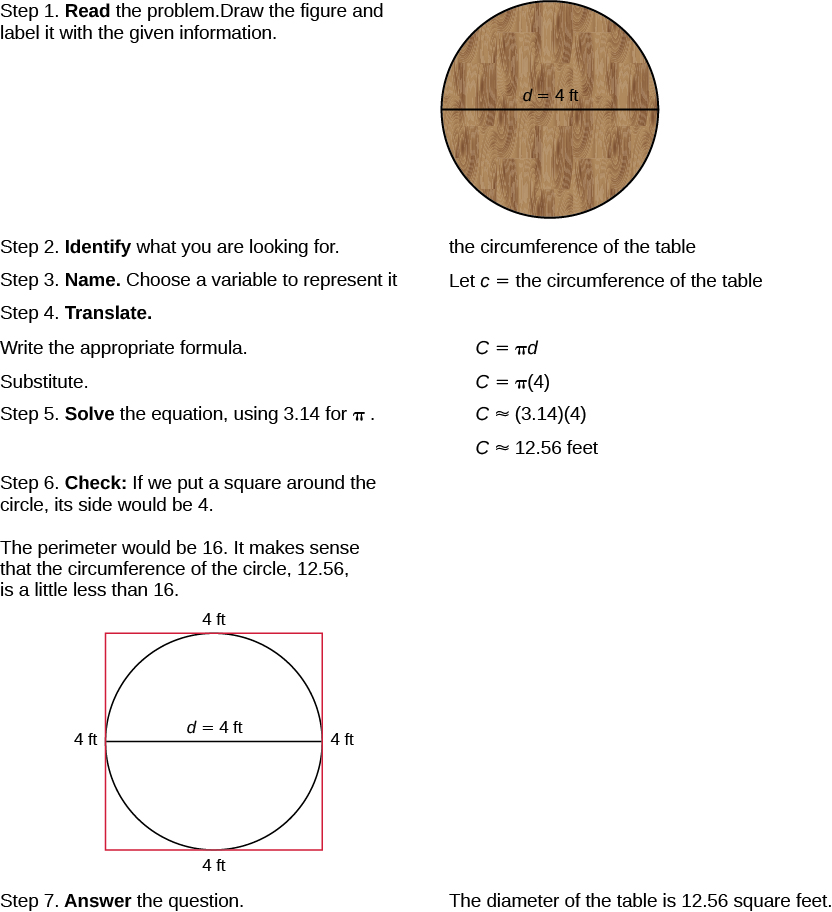 Step 1. Read the problem.Draw the figure and
label it with the given information.
d = 4 ft
Step 2. Identify what you are looking for.
the circumference of the table
Step 3. Name. Choose a variable to represent it
Let c = the circumference of the table
Step 4. Translate.
Write the appropriate formula.
C = πd
Substitute.
C = π(4)
Step 5. Solve the equation, using 3.14 for π .
C ≈ (3.14)(4)
C ≈ 12.56 feet
Step 6. Check: If we put a square around the
circle, its side would be 4.
The perimeter would be 16. It makes sense
that the circumference of the circle, 12.56,
is a little less than 16.
4 ft
d = 4 ft
4 ft
4 ft
4 ft
Step 7. Answer the question.
The diameter of the table is 12.56 square feet.